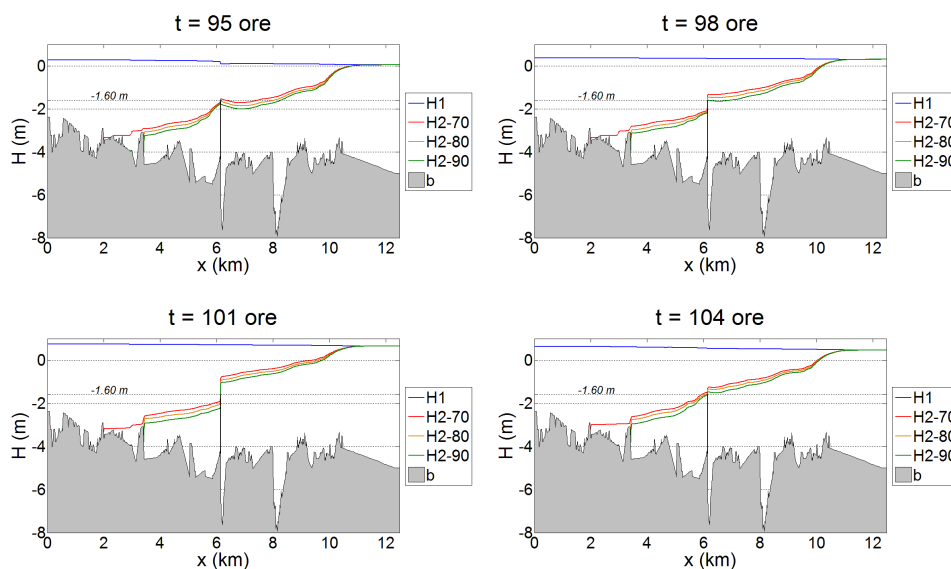 t = 95 ore
0
-2
-4
-6
-8
H (m)
-1.60 m
0 2 4 6 8 10 12
x (km)
H1
H2-70
H2-80
H2-90
b
t = 98 ore
0
-2
-4
-6
-8
H (m)
-1.60 m
0 2 4 6 8 10 12
x (km)
H1
H2-70
H2-80
H2-90
b
t = 101 ore
0
-2
-4
-6
-8
H (m)
-1.60 m
0 2 4 6 8 10 12
x (km)
H1
H2-70
H2-80
H2-90
b
t = 104 ore
0
-2
-4
-6
-8
H (m)
-1.60 m
0 2 4 6 8 10 12
x (km)
H1
H2-70
H2-80
H2-90
b